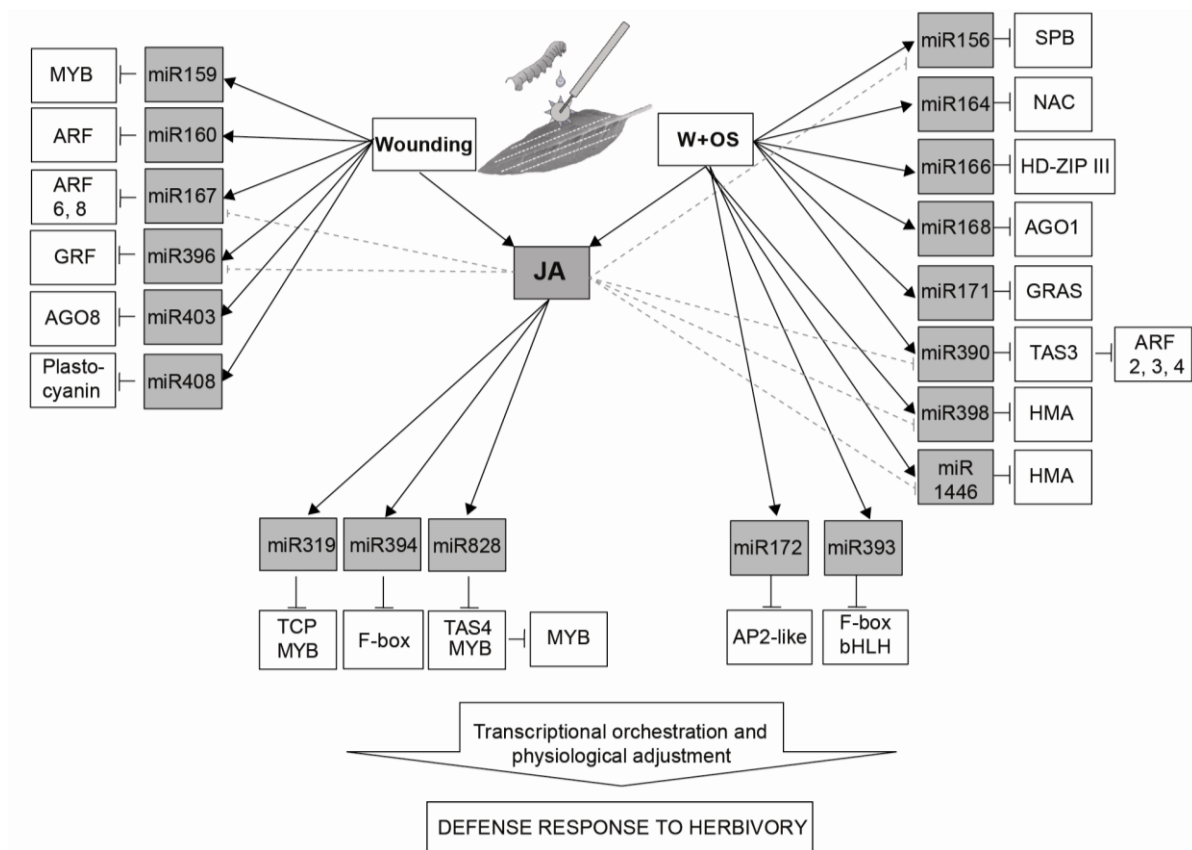 MYB
miR159
ARF
miR160
ARF
6, 8
miR167
GRF
miR396
AGO8
miR403
Plasto-
cyanin
miR408
Wounding
W+OS
JA
miR156
SPB
miR164
NAC
miR166
HD-ZIP III
miR168
AGO1
miR171
GRAS
miR390
TAS3
ARF
2, 3, 4
miR398
HMA
miR
1446
HMA
miR319
miR394
miR828
miR172
miR393
TCP
MYB
F-box
TAS4
MYB
MYB
AP2-like
F-box
bHLH
Transcriptional orchestration and
physiological adjustment
DEFENSE RESPONSE TO HERBIVORY